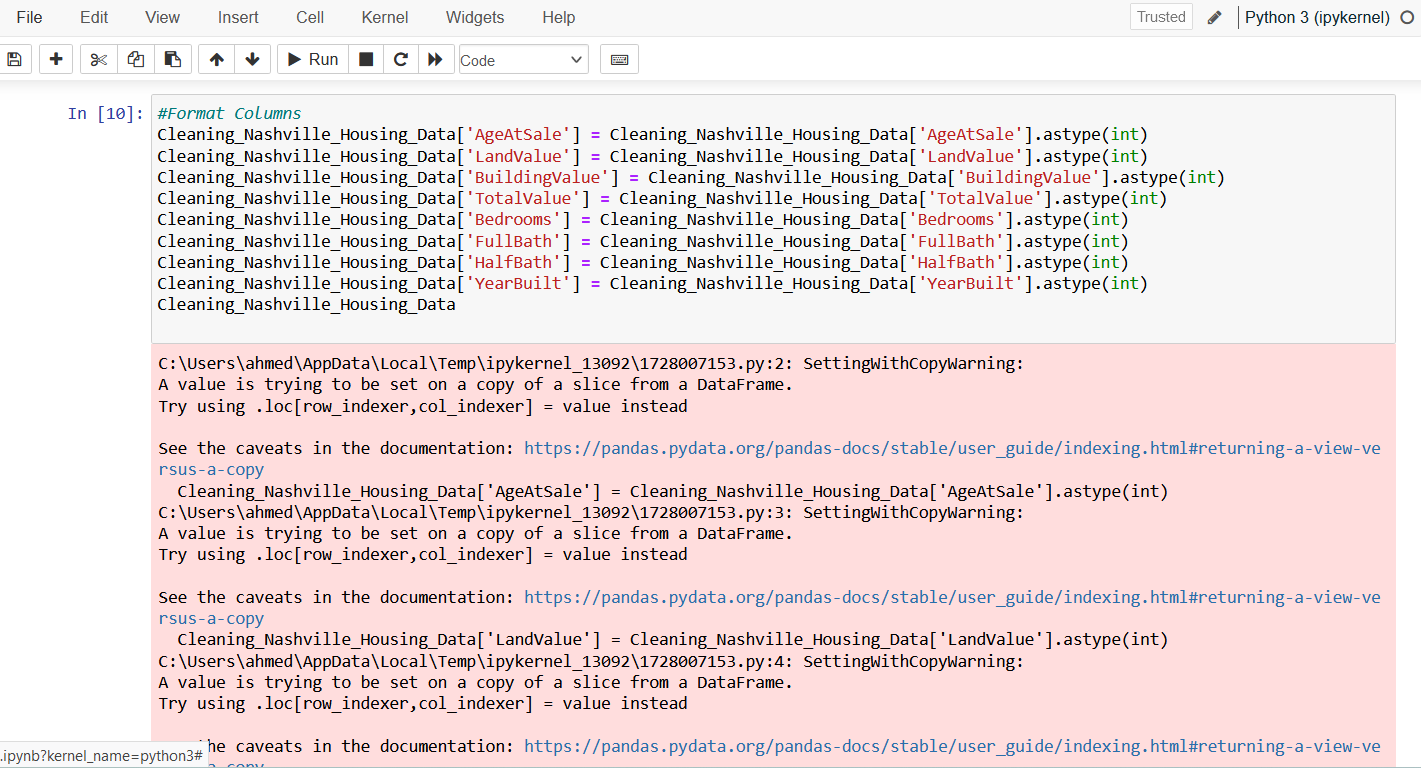 File Edit View Insert Cell Kernel Widgets Help Trusted Python 3 (ipykernel)
Run Code
In [10]:
#Format Columns
Cleaning_Nashville_Housing_Data['AgeAtSale'] = Cleaning_Nashville_Housing_Data['AgeAtSale'].astype(int)
Cleaning_Nashville_Housing_Data['LandValue'] = Cleaning_Nashville_Housing_Data['LandValue'].astype(int)
Cleaning_Nashville_Housing_Data['BuildingValue'] = Cleaning_Nashville_Housing_Data['BuildingValue'].astype(int)
Cleaning_Nashville_Housing_Data['TotalValue'] = Cleaning_Nashville_Housing_Data['TotalValue'].astype(int)
Cleaning_Nashville_Housing_Data['Bedrooms'] = Cleaning_Nashville_Housing_Data['Bedrooms'].astype(int)
Cleaning_Nashville_Housing_Data['FullBath'] = Cleaning_Nashville_Housing_Data['FullBath'].astype(int)
Cleaning_Nashville_Housing_Data['HalfBath'] = Cleaning_Nashville_Housing_Data['HalfBath'].astype(int)
Cleaning_Nashville_Housing_Data['YearBuilt'] = Cleaning_Nashville_Housing_Data['YearBuilt'].astype(int)
Cleaning_Nashville_Housing_Data
C:\Users\ahmed\AppData\Local\Temp\ipykernel_13092\1728007153.py:2: SettingWithCopyWarning:
A value is trying to be set on a copy of a slice from a DataFrame.
Try using .loc[row_indexer,col_indexer] = value instead
See the caveats in the documentation: https://pandas.pydata.org/pandas-docs/stable/user_guide/indexing.html#returning-a-view-ve
rsus-a-copy
Cleaning_Nashville_Housing_Data['AgeAtSale'] = Cleaning_Nashville_Housing_Data['AgeAtSale'].astype(int)
C:\Users\ahmed\AppData\Local\Temp\ipykernel_13092\1728007153.py:3: SettingWithCopyWarning:
A value is trying to be set on a copy of a slice from a DataFrame.
Try using .loc[row_indexer,col_indexer] = value instead
See the caveats in the documentation: https://pandas.pydata.org/pandas-docs/stable/user_guide/indexing.html#returning-a-view-ve
rsus-a-copy
Cleaning_Nashville_Housing_Data['LandValue'] = Cleaning_Nashville_Housing_Data['LandValue'].astype(int)
C:\Users\ahmed\AppData\Local\Temp\ipykernel_13092\1728007153.py:4: SettingWithCopyWarning:
A value is trying to be set on a copy of a slice from a DataFrame.
Try using .loc[row_indexer,col_indexer] = value instead
he caveats in the documentation: https://pandas.pydata.org/pandas-docs/stable/user_guide/indexing.html#returning-a-view-ve
.ipynb?kernel_name=python3#